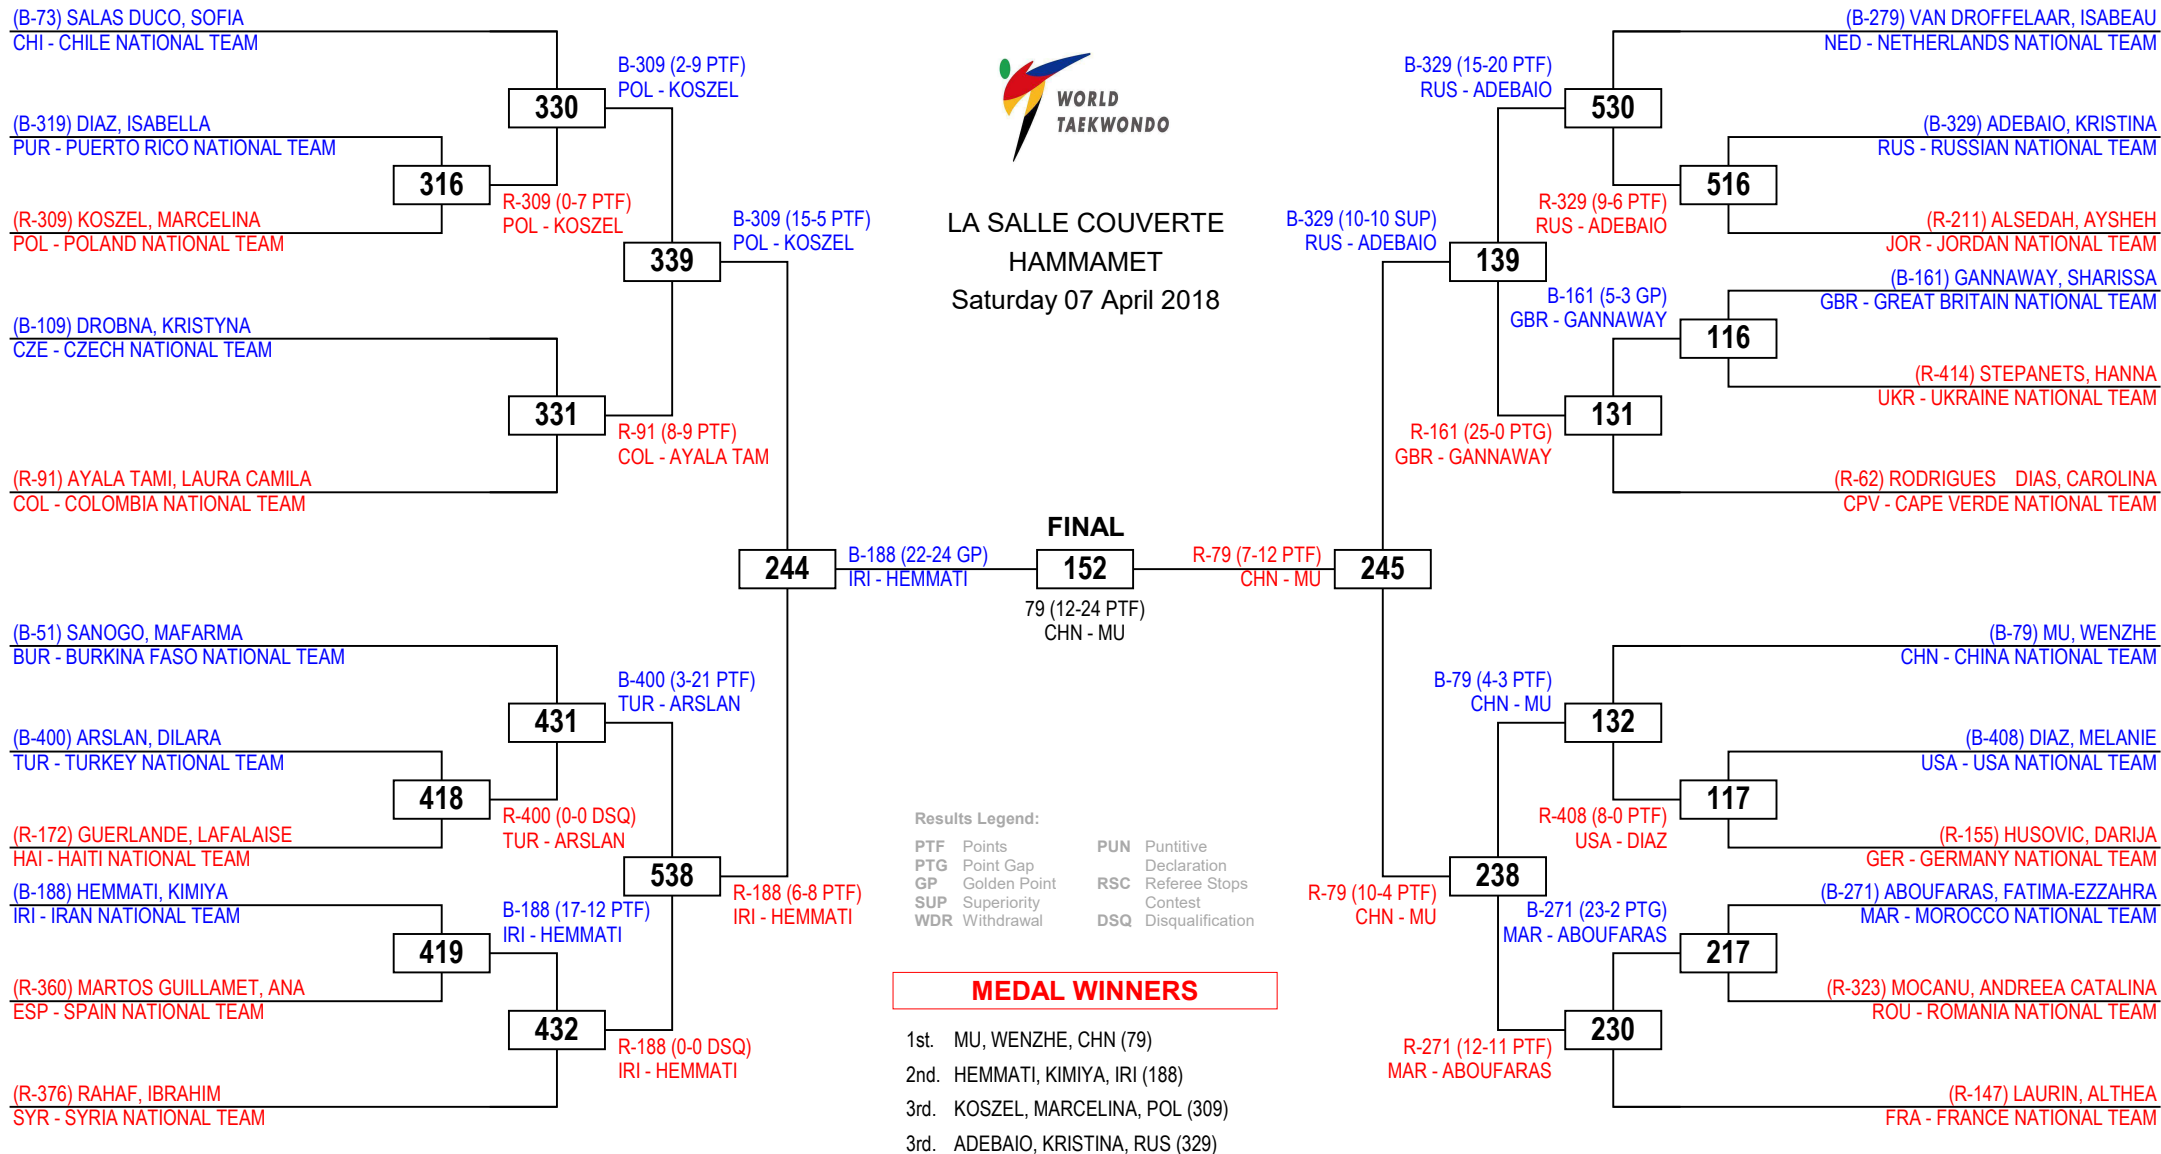 (B-73) SALAS DUCO, SOFIA
CHI - CHILE NATIONAL TEAM
(B-319) DIAZ, ISABELLA
PUR - PUERTO RICO NATIONAL TEAM
(R-309) KOSZEL, MARCELINA
POL - POLAND NATIONAL TEAM
(B-109) DROBNA, KRISTYNA
CZE - CZECH NATIONAL TEAM
(R-91) AYALA TAMI, LAURA CAMILA
COL - COLOMBIA NATIONAL TEAM
(B-51) SANOGO, MAFARMA
BUR - BURKINA FASO NATIONAL TEAM
(B-400) ARSLAN, DILARA
TUR - TURKEY NATIONAL TEAM
(R-172) GUERLANDE, LAFALAISE
HAI - HAITI NATIONAL TEAM
(B-188) HEMMATI, KIMIYA
IRI - IRAN NATIONAL TEAM
(R-360) MARTOS GUILLAMET, ANA
ESP - SPAIN NATIONAL TEAM
(R-376) RAHAF, IBRAHIM
SYR - SYRIA NATIONAL TEAM
316
418
419
R-309 (0-7 PTF)
POL - KOSZEL
R-400 (0-0 DSQ)
TUR - ARSLAN
B-188 (17-12 PTF)
IRI - HEMMATI
330
331
431
432
B-309 (2-9 PTF)
POL - KOSZEL
R-91 (8-9 PTF)
COL - AYALA TAM
B-400 (3-21 PTF)
TUR - ARSLAN
R-188 (0-0 DSQ)
IRI - HEMMATI
339
538
B-309 (15-5 PTF)
POL - KOSZEL
R-188 (6-8 PTF)
IRI - HEMMATI
244
B-188 (22-24 GP)
IRI - HEMMATI
WORLD
TAEKWONDO
LA SALLE COUVERTE
HAMMAMET
Saturday 07 April 2018
FINAL
152
79 (12-24 PTF)
CHN - MU
Results Legend:
PTF Points
PTG Point Gap
GP Golden Point
SUP Superiority
WDR Withdrawal
PUN Puntitive
Declaration
RSC Referee Stops
Contest
DSQ Disqualification
MEDAL WINNERS
1st. MU, WENZHE, CHN (79)
2nd. HEMMATI, KIMIYA, IRI (188)
3rd. KOSZEL, MARCELINA, POL (309)
3rd. ADEBAIO, KRISTINA, RUS (329)
R-79 (7-12 PTF)
CHN - MU
245
B-329 (10-10 SUP)
RUS - ADEBAIO
R-79 (10-4 PTF)
CHN - MU
139
238
B-329 (15-20 PTF)
RUS - ADEBAIO
R-161 (25-0 PTG)
GBR - GANNAWAY
B-79 (4-3 PTF)
CHN - MU
R-271 (12-11 PTF)
MAR - ABOUFARAS
530
131
132
230
R-329 (9-6 PTF)
RUS - ADEBAIO
B-161 (5-3 GP)
GBR - GANNAWAY
R-408 (8-0 PTF)
USA - DIAZ
B-271 (23-2 PTG)
MAR - ABOUFARAS
516
116
117
217
(B-279) VAN DROFFELAAR, ISABEAU
NED - NETHERLANDS NATIONAL TEAM
(B-329) ADEBAIO, KRISTINA
RUS - RUSSIAN NATIONAL TEAM
(R-211) ALSEDAH, AYSHEH
JOR - JORDAN NATIONAL TEAM
(B-161) GANNAWAY, SHARISSA
GBR - GREAT BRITAIN NATIONAL TEAM
(R-414) STEPANETS, HANNA
UKR - UKRAINE NATIONAL TEAM
(R-62) RODRIGUES DIAS, CAROLINA
CPV - CAPE VERDE NATIONAL TEAM
(B-79) MU, WENZHE
CHN - CHINA NATIONAL TEAM
(B-408) DIAZ, MELANIE
USA - USA NATIONAL TEAM
(R-155) HUSOVIC, DARIJA
GER - GERMANY NATIONAL TEAM
(B-271) ABOUFARAS, FATIMA-EZZAHRA
MAR - MOROCCO NATIONAL TEAM
(R-323) MOCANU, ANDREEA CATALINA
ROU - ROMANIA NATIONAL TEAM
(R-147) LAURIN, ALTHEA
FRA - FRANCE NATIONAL TEAM